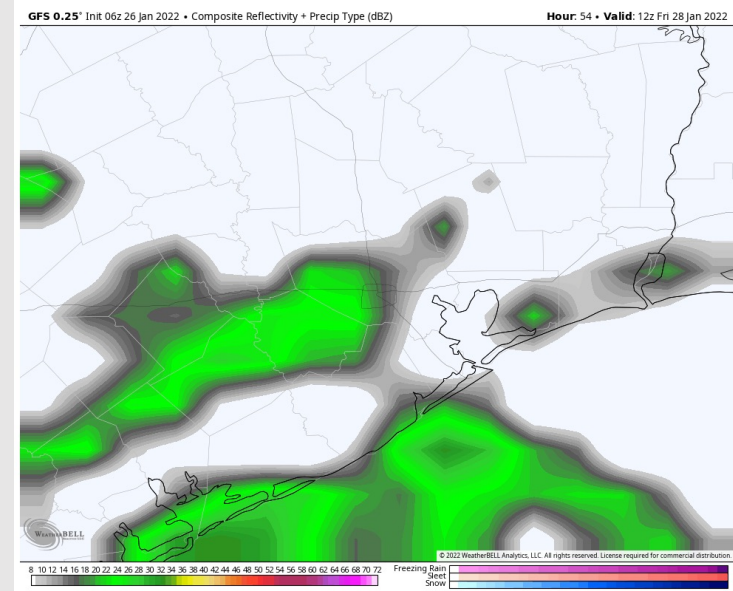 GFS 0.25° Init 06z 26 Jan 2022 • Composite Reflectivity + Precip Type (dBZ) Hour: 54 • Valid: 12z Fri 28 Jan 2022
WEATHERBELL
© 2022 WeatherBELL Analytics, LLC. All rights reserved. License required for commercial distribution.
8 10 12 14 16 18 20 22 24 26 28 30 32 34 36 38 40 42 44 46 48 50 52 54 56 58 60 62 64 66 68 70 72
Freezing Rain
Sleet
Snow